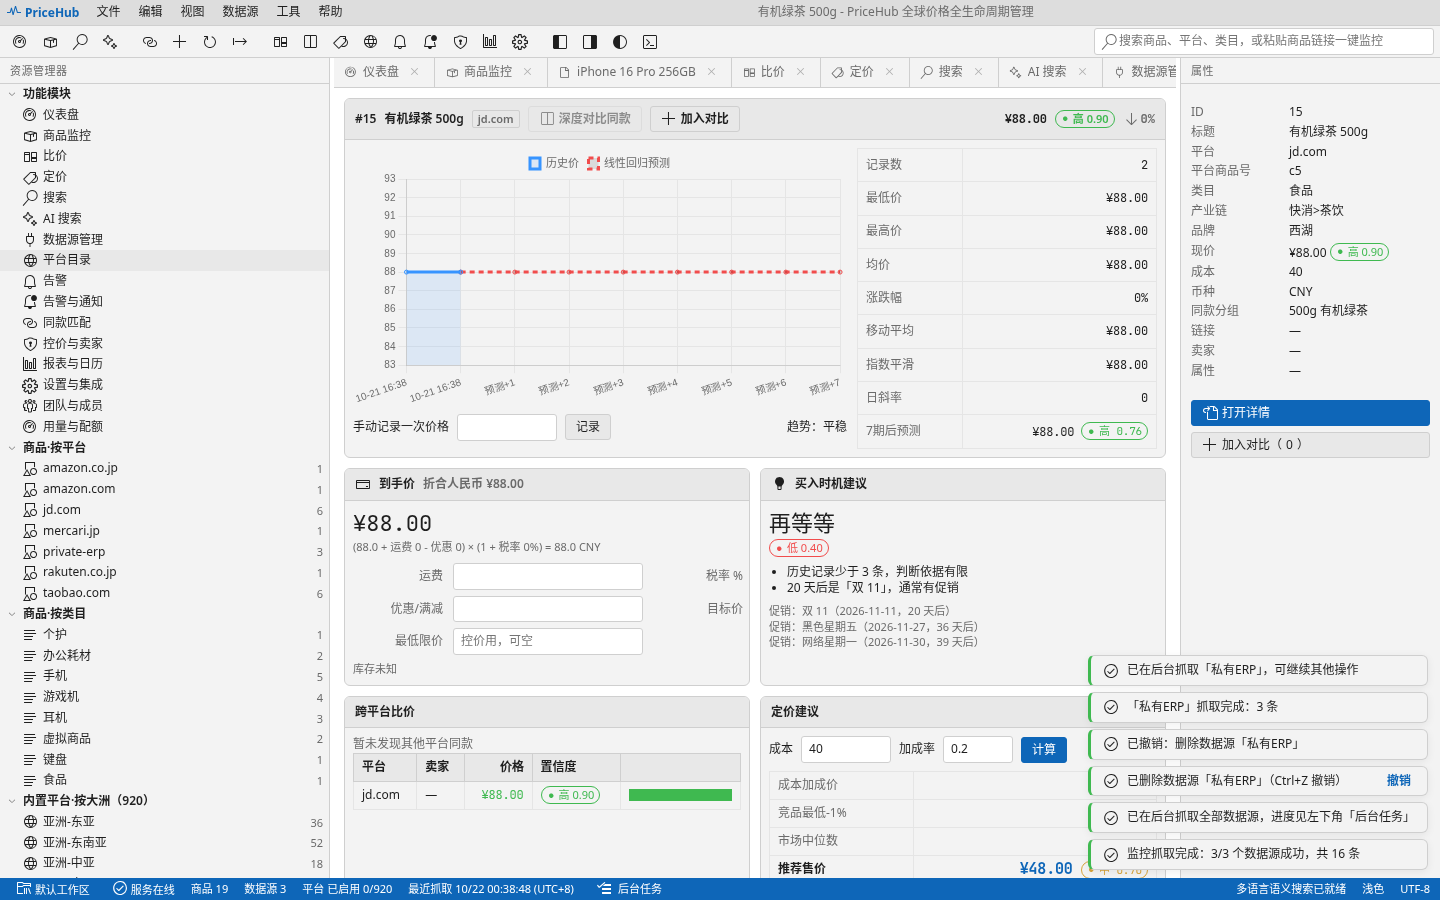 PriceHub 文件 编辑 视图 数据源 工具 帮助
有机绿茶 500g - PriceHub 全球价格全生命周期管理
搜索商品、平台、类目，或粘贴商品链接一键监控
资源管理器
功能模块
仪表盘
商品监控
比价
定价
搜索
AI 搜索
数据源管理
平台目录
告警
告警与通知
同款匹配
控价与卖家
报表与日历
设置与集成
团队与成员
用量与配额
商品·按平台
amazon.co.jp 1
amazon.com 1
jd.com 6
mercari.jp 1
private-erp 3
rakuten.co.jp 1
taobao.com 6
商品·按类目
个护 1
办公耗材 2
手机 5
游戏机 4
耳机 3
虚拟商品 2
键盘 1
食品 1
内置平台·按大洲（920）
亚洲-东亚 36
亚洲-东南亚 52
亚洲-中亚 18
仪表盘 商品监控 iPhone 16 Pro 256GB 比价 定价 搜索 AI 搜索 数据源管
#15 有机绿茶 500g jd.com 深度对比同款 加入对比 ¥88.00 高 0.90 0%
历史价 线性回归预测
93
92
91
90
89
88
87
86
85
84
83
10-21 16:38 10-21 16:38 预测+1 预测+2 预测+3 预测+4 预测+5 预测+6 预测+7
手动记录一次价格 记录 趋势：平稳
记录数 2
最低价 ¥88.00
最高价 ¥88.00
均价 ¥88.00
涨跌幅 0%
移动平均 ¥88.00
指数平滑 ¥88.00
日斜率 0
7期后预测 ¥88.00 高 0.76
到手价 折合人民币 ¥88.00
¥88.00
(88.0 + 运费 0 - 优惠 0) × (1 + 税率 0%) = 88.0 CNY
运费 税率 %
优惠/满减 目标价
最低限价 控价用，可空
库存未知
买入时机建议
再等等
低 0.40
历史记录少于 3 条，判断依据有限
20 天后是「双 11」，通常有促销
促销：双 11（2026-11-11，20 天后）
促销：黑色星期五（2026-11-27，36 天后）
促销：网络星期一（2026-11-30，39 天后）
跨平台比价
暂未发现其他平台同款
平台 卖家 价格 置信度
jd.com — ¥88.00 高 0.90
定价建议
成本 40 加成率 0.2 计算
成本加成价
竞品最低-1%
市场中位数
推荐售价 ¥48.00
属性
ID 15
标题 有机绿茶 500g
平台 jd.com
平台商品号 c5
类目 食品
产业链 快消>茶饮
品牌 西湖
现价 ¥88.00 高 0.90
成本 40
币种 CNY
同款分组 500g 有机绿茶
链接 —
卖家 —
属性 —
打开详情
加入对比（ 0 ）
已在后台抓取「私有ERP」，可继续其他操作
「私有ERP」抓取完成：3 条
已撤销：删除数据源「私有ERP」
已删除数据源「私有ERP」（Ctrl+Z 撤销） 撤销
已在后台抓取全部数据源，进度见左下角「后台任务」
监控抓取完成：3/3 个数据源成功，共 16 条
默认工作区 服务在线 商品 19 数据源 3 平台 已启用 0/920 最近抓取 10/22 00:38:48 (UTC+8) 后台任务 多语言语义搜索已就绪 浅色 UTF-8